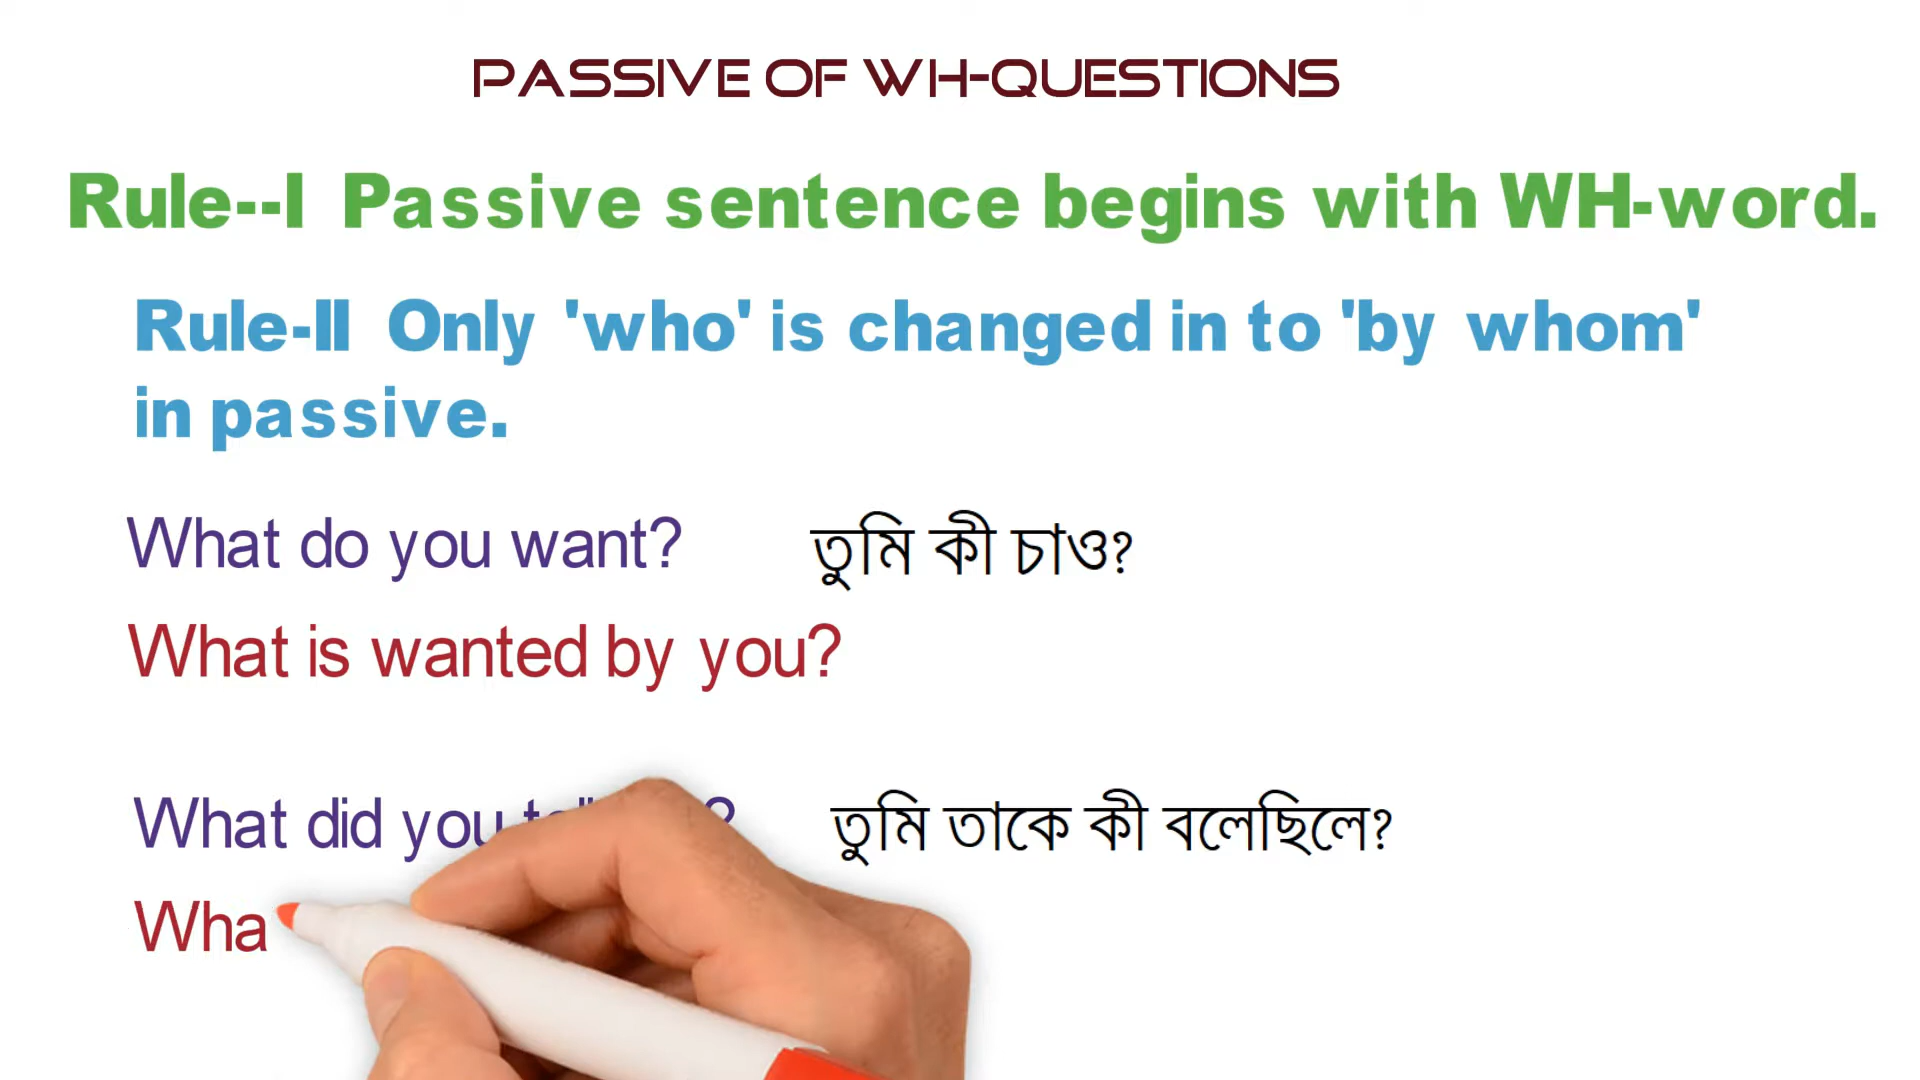 PASSIVE OF WH-QUESTIONS
Rule--I Passive sentence begins with WH-word.
Rule-II Only 'who' is changed in to 'by whom'
in passive.
What do you want? তুমি কী চাও?
What is wanted by you?
What did you ? তুমি তাকে কী বলেছিলে?
Wha